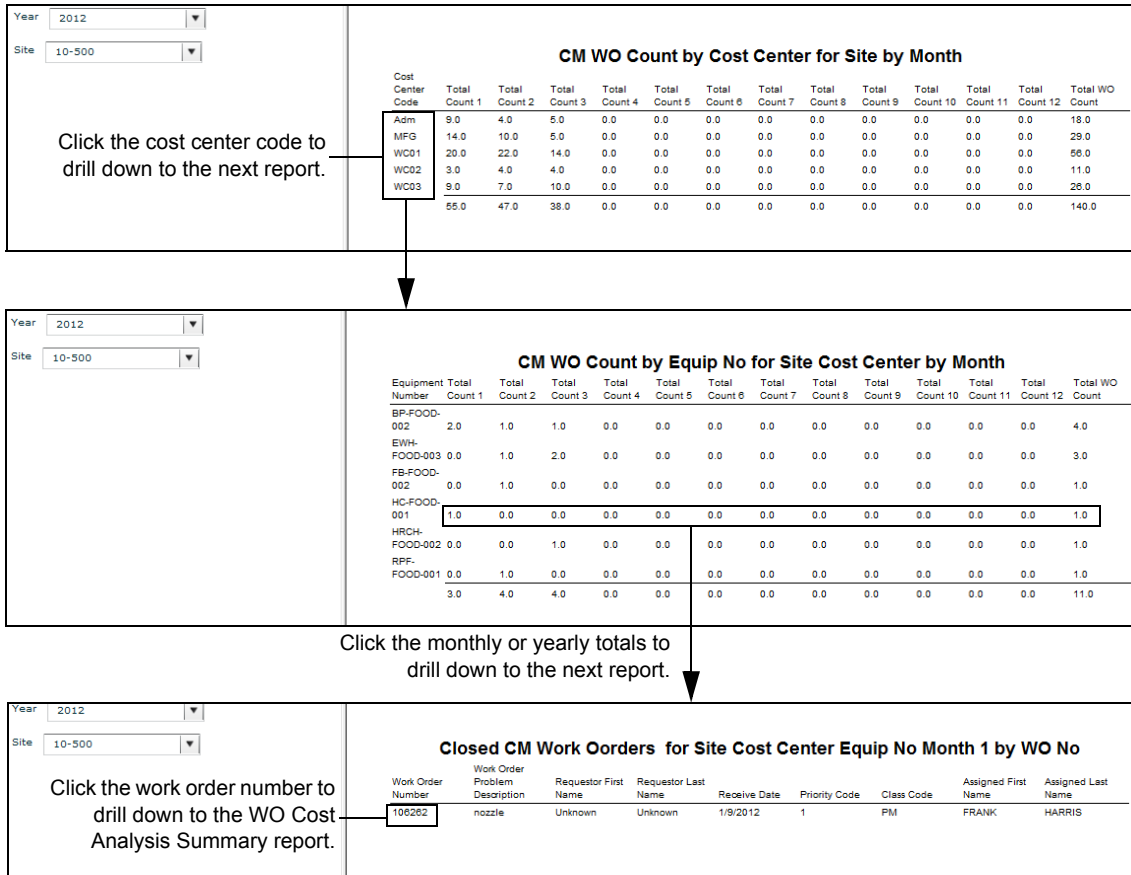 Year 2012
Site 10-500
CM WO Count by Cost Center for Site by Month
Cost
Center Total Total Total Total Total Total Total Total Total Total Total Total Total WO
Code Count 1 Count 2 Count 3 Count 4 Count 5 Count 6 Count 7 Count 8 Count 9 Count 10 Count 11 Count 12 Count
Adm 9.0 4.0 5.0 0.0 0.0 0.0 0.0 0.0 0.0 0.0 0.0 0.0 18.0
MFG 14.0 10.0 5.0 0.0 0.0 0.0 0.0 0.0 0.0 0.0 0.0 0.0 29.0
WC01 20.0 22.0 14.0 0.0 0.0 0.0 0.0 0.0 0.0 0.0 0.0 0.0 56.0
WC02 3.0 4.0 4.0 0.0 0.0 0.0 0.0 0.0 0.0 0.0 0.0 0.0 11.0
WC03 9.0 7.0 10.0 0.0 0.0 0.0 0.0 0.0 0.0 0.0 0.0 0.0 26.0
55.0 47.0 38.0 0.0 0.0 0.0 0.0 0.0 0.0 0.0 0.0 0.0 140.0
Click the cost center code to
drill down to the next report.
Year 2012
Site 10-500
CM WO Count by Equip No for Site Cost Center by Month
Equipment Total Total Total Total Total Total Total Total Total Total Total Total Total WO
Number Count 1 Count 2 Count 3 Count 4 Count 5 Count 6 Count 7 Count 8 Count 9 Count 10 Count 11 Count 12 Count
BP-FOOD-
002 2.0 1.0 1.0 0.0 0.0 0.0 0.0 0.0 0.0 0.0 0.0 0.0 4.0
EWH-
FOOD-003 0.0 1.0 2.0 0.0 0.0 0.0 0.0 0.0 0.0 0.0 0.0 0.0 3.0
FB-FOOD-
002 0.0 1.0 0.0 0.0 0.0 0.0 0.0 0.0 0.0 0.0 0.0 0.0 1.0
HC-FOOD-
001 1.0 0.0 0.0 0.0 0.0 0.0 0.0 0.0 0.0 0.0 0.0 0.0 1.0
HRCH-
FOOD-002 0.0 0.0 1.0 0.0 0.0 0.0 0.0 0.0 0.0 0.0 0.0 0.0 1.0
RPF-
FOOD-001 0.0 1.0 0.0 0.0 0.0 0.0 0.0 0.0 0.0 0.0 0.0 0.0 1.0
3.0 4.0 4.0 0.0 0.0 0.0 0.0 0.0 0.0 0.0 0.0 0.0 11.0
Click the monthly or yearly totals to
drill down to the next report.
Year 2012
Site 10-500
Closed CM Work Oorders for Site Cost Center Equip No Month 1 by WO No
Work Order
Work Order Problem Requestor First Requestor Last Assigned First Assigned Last
Number Description Name Name Receive Date Priority Code Class Code Name Name
106262 nozzle Unknown Unknown 1/9/2012 1 PM FRANK HARRIS
Click the work order number to
drill down to the WO Cost
Analysis Summary report.